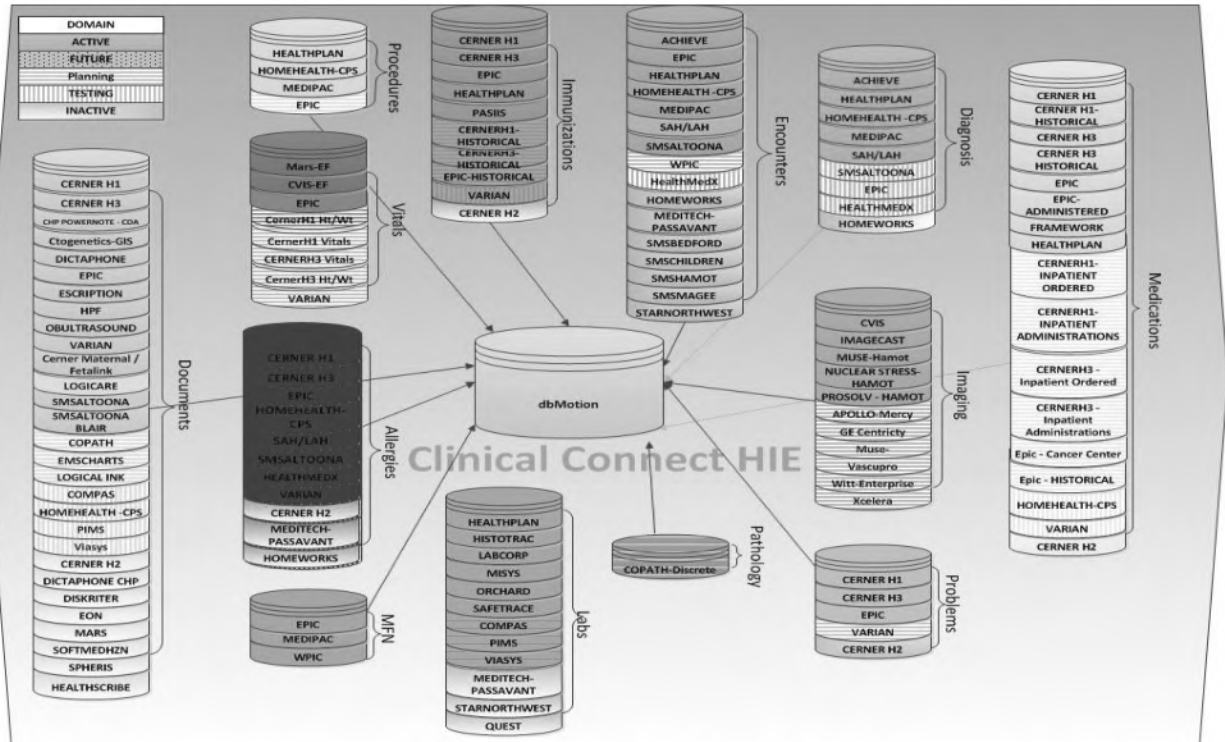 DOMAIN
ACTIVE
FUTURE
Planning
TESTING
INACTIVE
HEALTHPLAN
HOMEHEALTH-CPS
MEDIPAC
EPIC
Procedures
Mars-EF
CVIS-EF
EPIC
CernerH1 Ht/Wt
CernerH1 Vitals
CERNERH3 Vitals
CernerH3 Ht/Wt
VARIAN
Vitals
CERNER H1
CERNER H3
EPIC
HEALTHPLAN
PASIIS
CERNERH1-
HISTORICAL
CERNERH3-
HISTORICAL
EPIC-HISTORICAL
VARIAN
CERNER H2
Immunizations
ACHIEVE
EPIC
HEALTHPLAN
HOMEHEALTH -CPS
MEDIPAC
SAH/LAH
SMSALTOONA
WPIC
HealthMedX
HOMEWORKS
MEDITECH-
PASSAVANT
SMSBEDFORD
SMSCHILDREN
SMSHAMOT
SMSMAGEE
STARNORTHWEST
Encounters
ACHIEVE
HEALTHPLAN
HOMEHEALTH -CPS
MEDIPAC
SAH/LAH
SMSALTOONA
EPIC
HEALTHMEDX
HOMEWORKS
Diagnosis
CERNER H1
CERNER H1-
HISTORICAL
CERNER H3
CERNER H3
HISTORICAL
EPIC
EPIC-
ADMINISTERED
FRAMEWORK
HEALTHPLAN
CERNERH1-
INPATIENT
ORDERED
CERNERH1-
INPATIENT
ADMINISTRATIONS
CERNERH3 -
Inpatient Ordered
CERNERH3 -
Inpatient
Administrations
Epic - Cancer Center
Epic - HISTORICAL
HOMEHEALTH-CPS
VARIAN
CERNER H2
Medications
CERNER H1
CERNER H3
CHP POWERNOTE - CDA
Ctogenetics-GIS
DICTAPHONE
EPIC
ESCRIPTION
HPF
OBULTRASOUND
VARIAN
Cerner Maternal /
Fetalink
LOGICARE
SMSALTOONA
SMSALTOONA
BLAIR
COPATH
EMSCHARTS
LOGICAL INK
COMPAS
HOMEHEALTH -CPS
PIMS
Viasys
CERNER H2
DICTAPHONE CHP
DISKRITER
EON
MARS
SOFTMEDHZN
SPHERIS
HEALTHSCRIBE
Documents
CERNER H1
CERNER H3
EPIC
HOMEHEALTH-
CPS
SAH/LAH
SMSALTOONA
HEALTHMEDX
VARIAN
CERNER H2
MEDITECH-
PASSAVANT
HOMEWORKS
Allergies
dbMotion
Clinical Connect HIE
CVIS
IMAGECAST
MUSE-Hamot
NUCLEAR STRESS-
HAMOT
PROSOLV - HAMOT
APOLLO-Mercy
GE Centricty
Muse-
Vascupro
Witt-Enterprise
Xcelera
Imaging
EPIC
MEDIPAC
WPIC
MFN
HEALTHPLAN
HISTOTRAC
LABCORP
MISYS
ORCHARD
SAFETRACE
COMPAS
PIMS
VIASYS
MEDITECH-
PASSAVANT
STARNORTHWEST
QUEST
Labs
COPATH-Discrete
Pathology
CERNER H1
CERNER H3
EPIC
VARIAN
CERNER H2
Problems